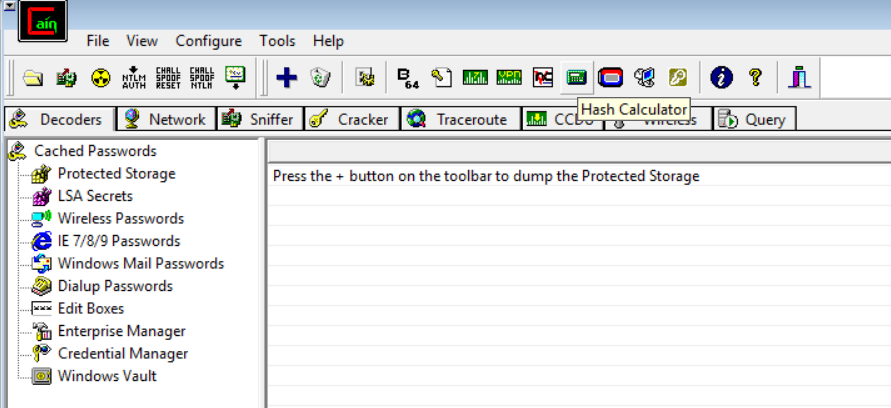 Cain
File View Configure Tools Help
NTLM AUTH CHALL SPOOF RESET CHALL SPOOF NTLM B64 VPN
Hash Calculator
Decoders Network Sniffer Cracker Traceroute CCDU Wireless Query
Cached Passwords
Protected Storage
Press the + button on the toolbar to dump the Protected Storage
LSA Secrets
Wireless Passwords
IE 7/8/9 Passwords
Windows Mail Passwords
Dialup Passwords
Edit Boxes
Enterprise Manager
Credential Manager
Windows Vault